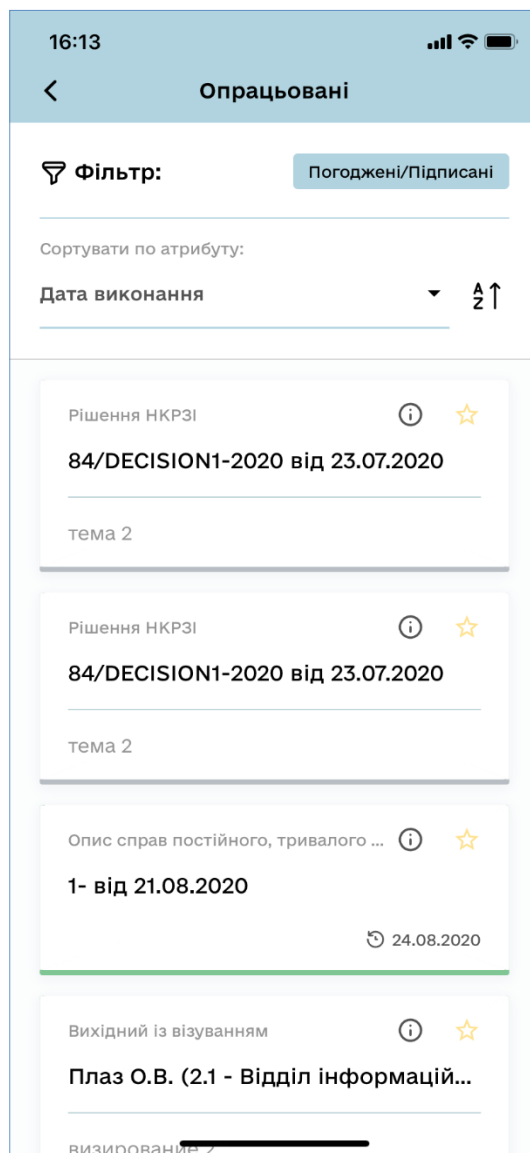 16:13
Опрацьовані
Фільтр:
Погоджені/Підписані
Сортувати по атрибуту:
Дата виконання
A
Z
Рішення НКРЗІ
84/DECISION1-2020 від 23.07.2020
тема 2
Рішення НКРЗІ
84/DECISION1-2020 від 23.07.2020
тема 2
Опис справ постійного, тривалого ...
1- від 21.08.2020
24.08.2020
Вихідний із візуванням
Плаз О.В. (2.1 - Відділ інформацій...
визирование 2